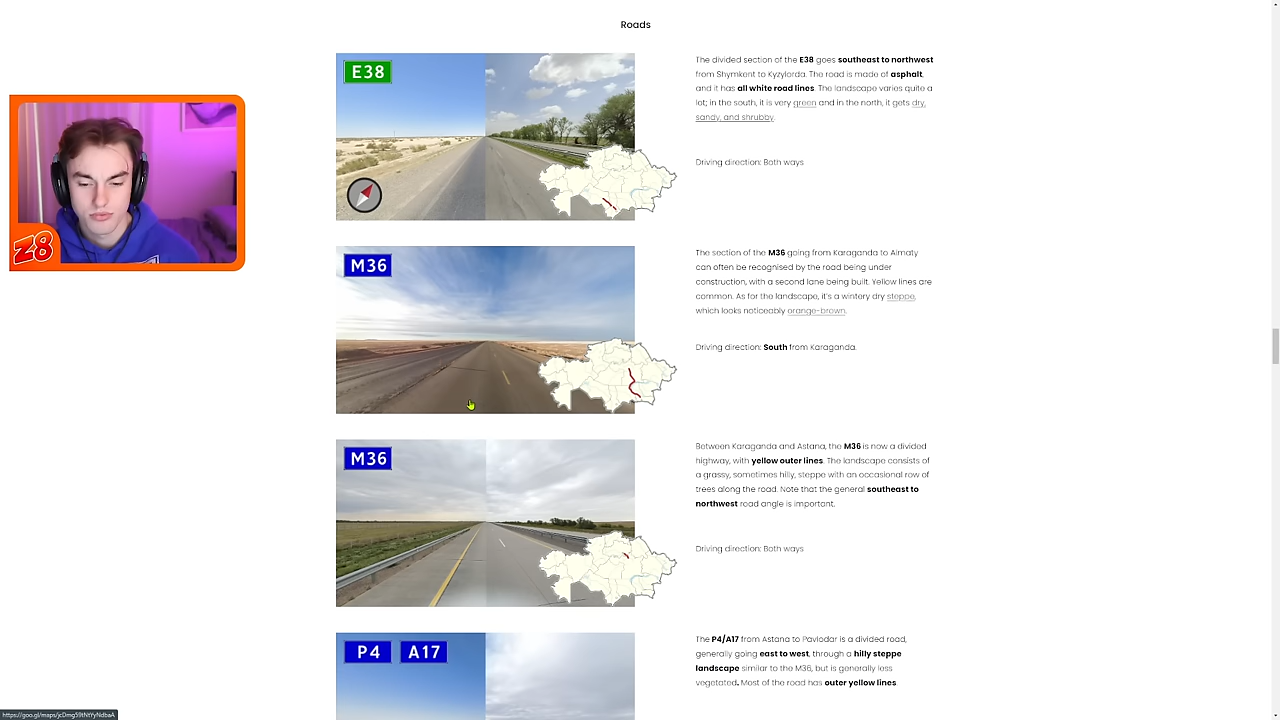 Roads
E38
The divided section of the E38 goes southeast to northwest
from Shymkent to Kyzylorda. The road is made of asphalt,
and it has all white road lines. The landscape varies quite a
lot; in the south, it is very green and in the north, it gets dry,
sandy, and shrubby.
Driving direction: Both ways
z8
M36
The section of the M36 going from Karaganda to Almaty
can often be recognised by the road being under
construction, with a second lane being built. Yellow lines are
common. As for the landscape, it's a wintery dry steppe,
which looks noticeably orange-brown.
Driving direction: South from Karaganda.
M36
Between Karaganda and Astana, the M36 is now a divided
highway, with yellow outer lines. The landscape consists of
a grassy, sometimes hilly, steppe with an occasional row of
trees along the road. Note that the general southeast to
northwest road angle is important.
Driving direction: Both ways
P4 A17
The P4/A17 from Astana to Pavlodar is a divided road,
generally going east to west, through a hilly steppe
landscape similar to the M36, but is generally less
vegetated. Most of the road has outer yellow lines.